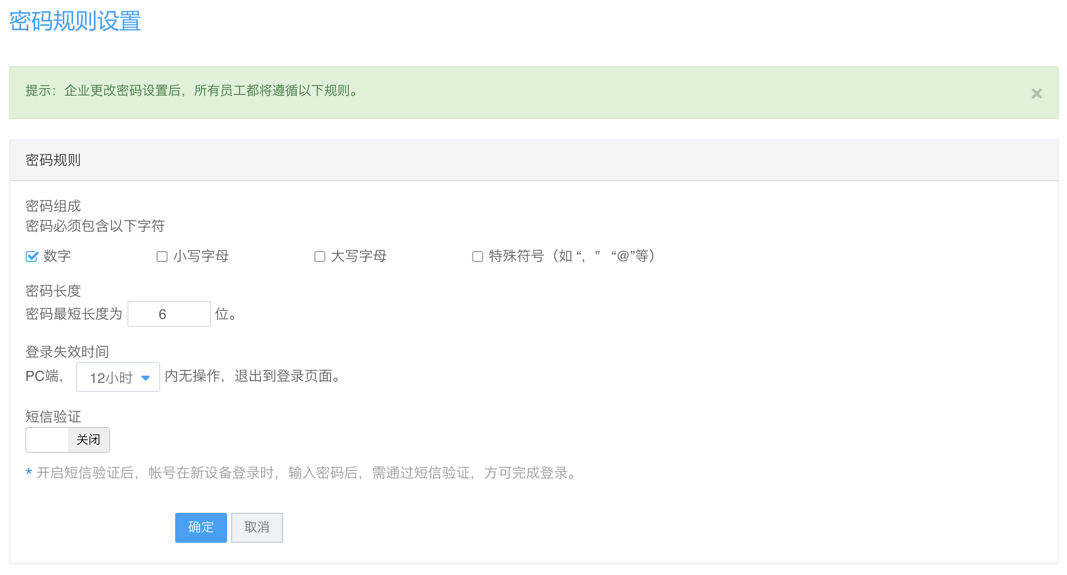 密码规则设置
提示：企业更改密码设置后，所有员工都将遵循以下规则。
×
密码规则
密码组成
密码必须包含以下字符
数字 小写字母 大写字母 特殊符号（如 “，” “@”等）
密码长度
密码最短长度为 6 位。
登录失效时间
PC端， 12小时 内无操作，退出到登录页面。
短信验证
关闭
* 开启短信验证后，帐号在新设备登录时，输入密码后，需通过短信验证，方可完成登录。
确定 取消